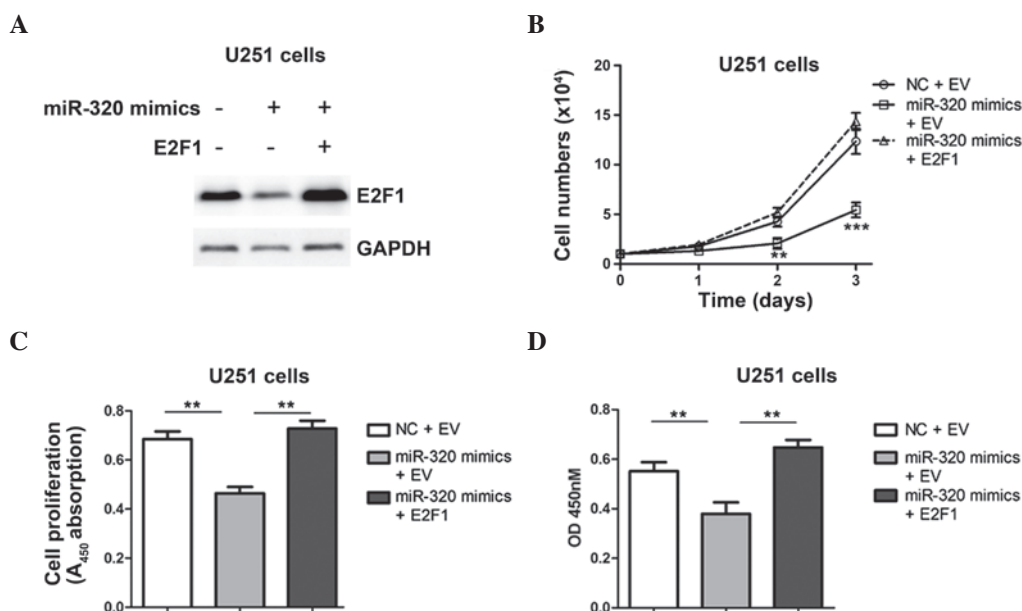 A
U251 cells
miR-320 mimics - + +
E2F1 - - +
E2F1
GAPDH
B
U251 cells
Cell numbers (x10⁴)
20
15
10
5
0
0 1 2 3
Time (days)
**
***
NC + EV
miR-320 mimics
+ EV
miR-320 mimics
+ E2F1
C
U251 cells
Cell proliferation
(A₄₅₀ absorption)
0.8
0.6
0.4
0.2
0.0
** **
NC + EV
miR-320 mimics
+ EV
miR-320 mimics
+ E2F1
D
U251 cells
OD 450nM
0.8
0.6
0.4
0.2
0.0
** **
NC + EV
miR-320 mimics
+ EV
miR-320 mimics
+ E2F1